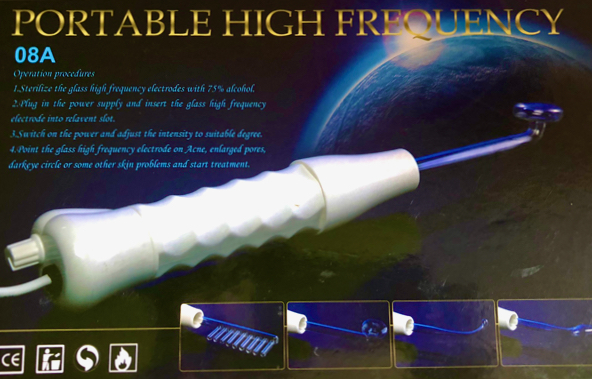 PORTABLE HIGH FREQUENCY
08A
Operation procedures
1.Sterilize the glass high frequency electrodes with 75% alcohol.
2.Plug in the power supply and insert the glass high frequency
electrode into relavent slot.
3.Switch on the power and adjust the intensity to suitable degree.
4.Point the glass high frequency electrode on Acne, enlarged pores,
darkeye circle or some other skin problems and start treatment.
CE